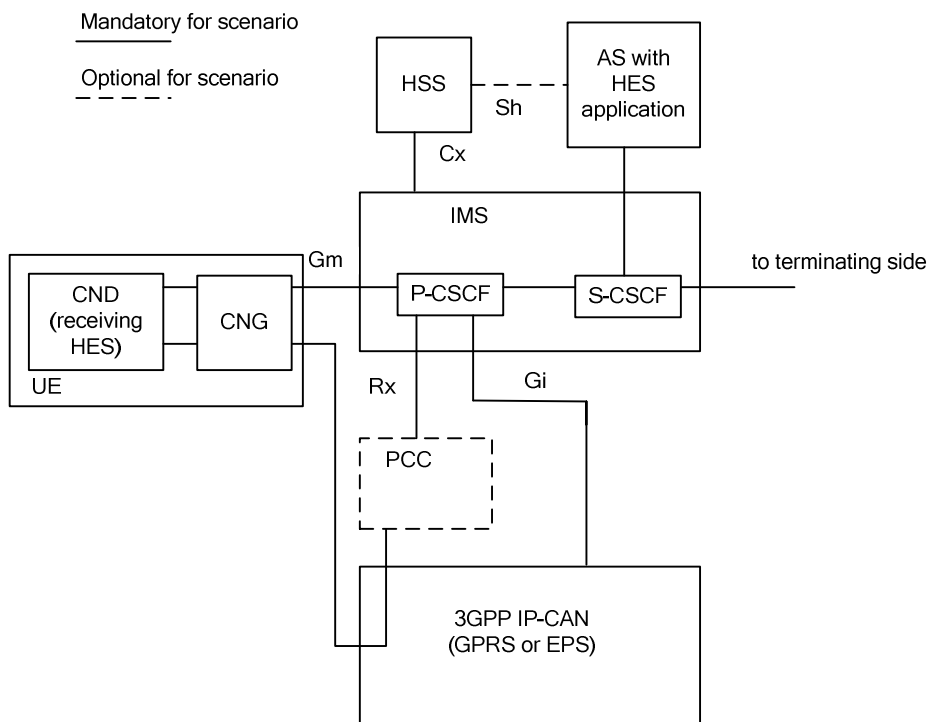 Mandatory for scenario
Optional for scenario
HSS
Sh
AS with
HES
application
Cx
IMS
Gm
to terminating side
CND
(receiving
HES)
CNG
P-CSCF
S-CSCF
UE
Rx
Gi
PCC
3GPP IP-CAN
(GPRS or EPS)